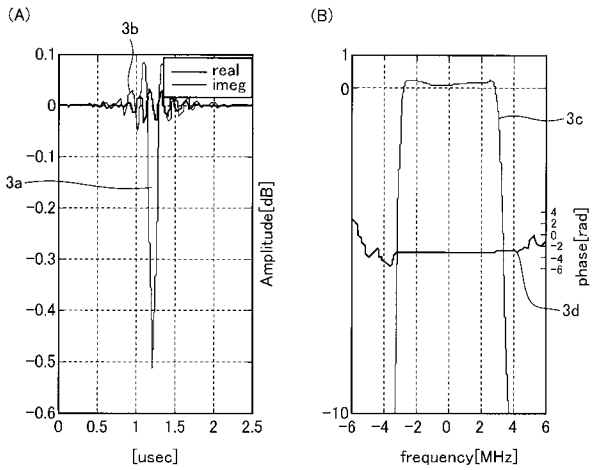 (A)
3b
0.1
real
imeg
0
-0.1
3a
-0.2
-0.3
-0.4
-0.5
-0.6
0
0.5
1
1.5
2
2.5
[usec]
(B)
1
0
3c
Amplitude[dB]
4
2
0
-2
-4
-6
phase[rad]
3d
-10
-6
-4
-2
0
2
4
6
frequency[MHz]